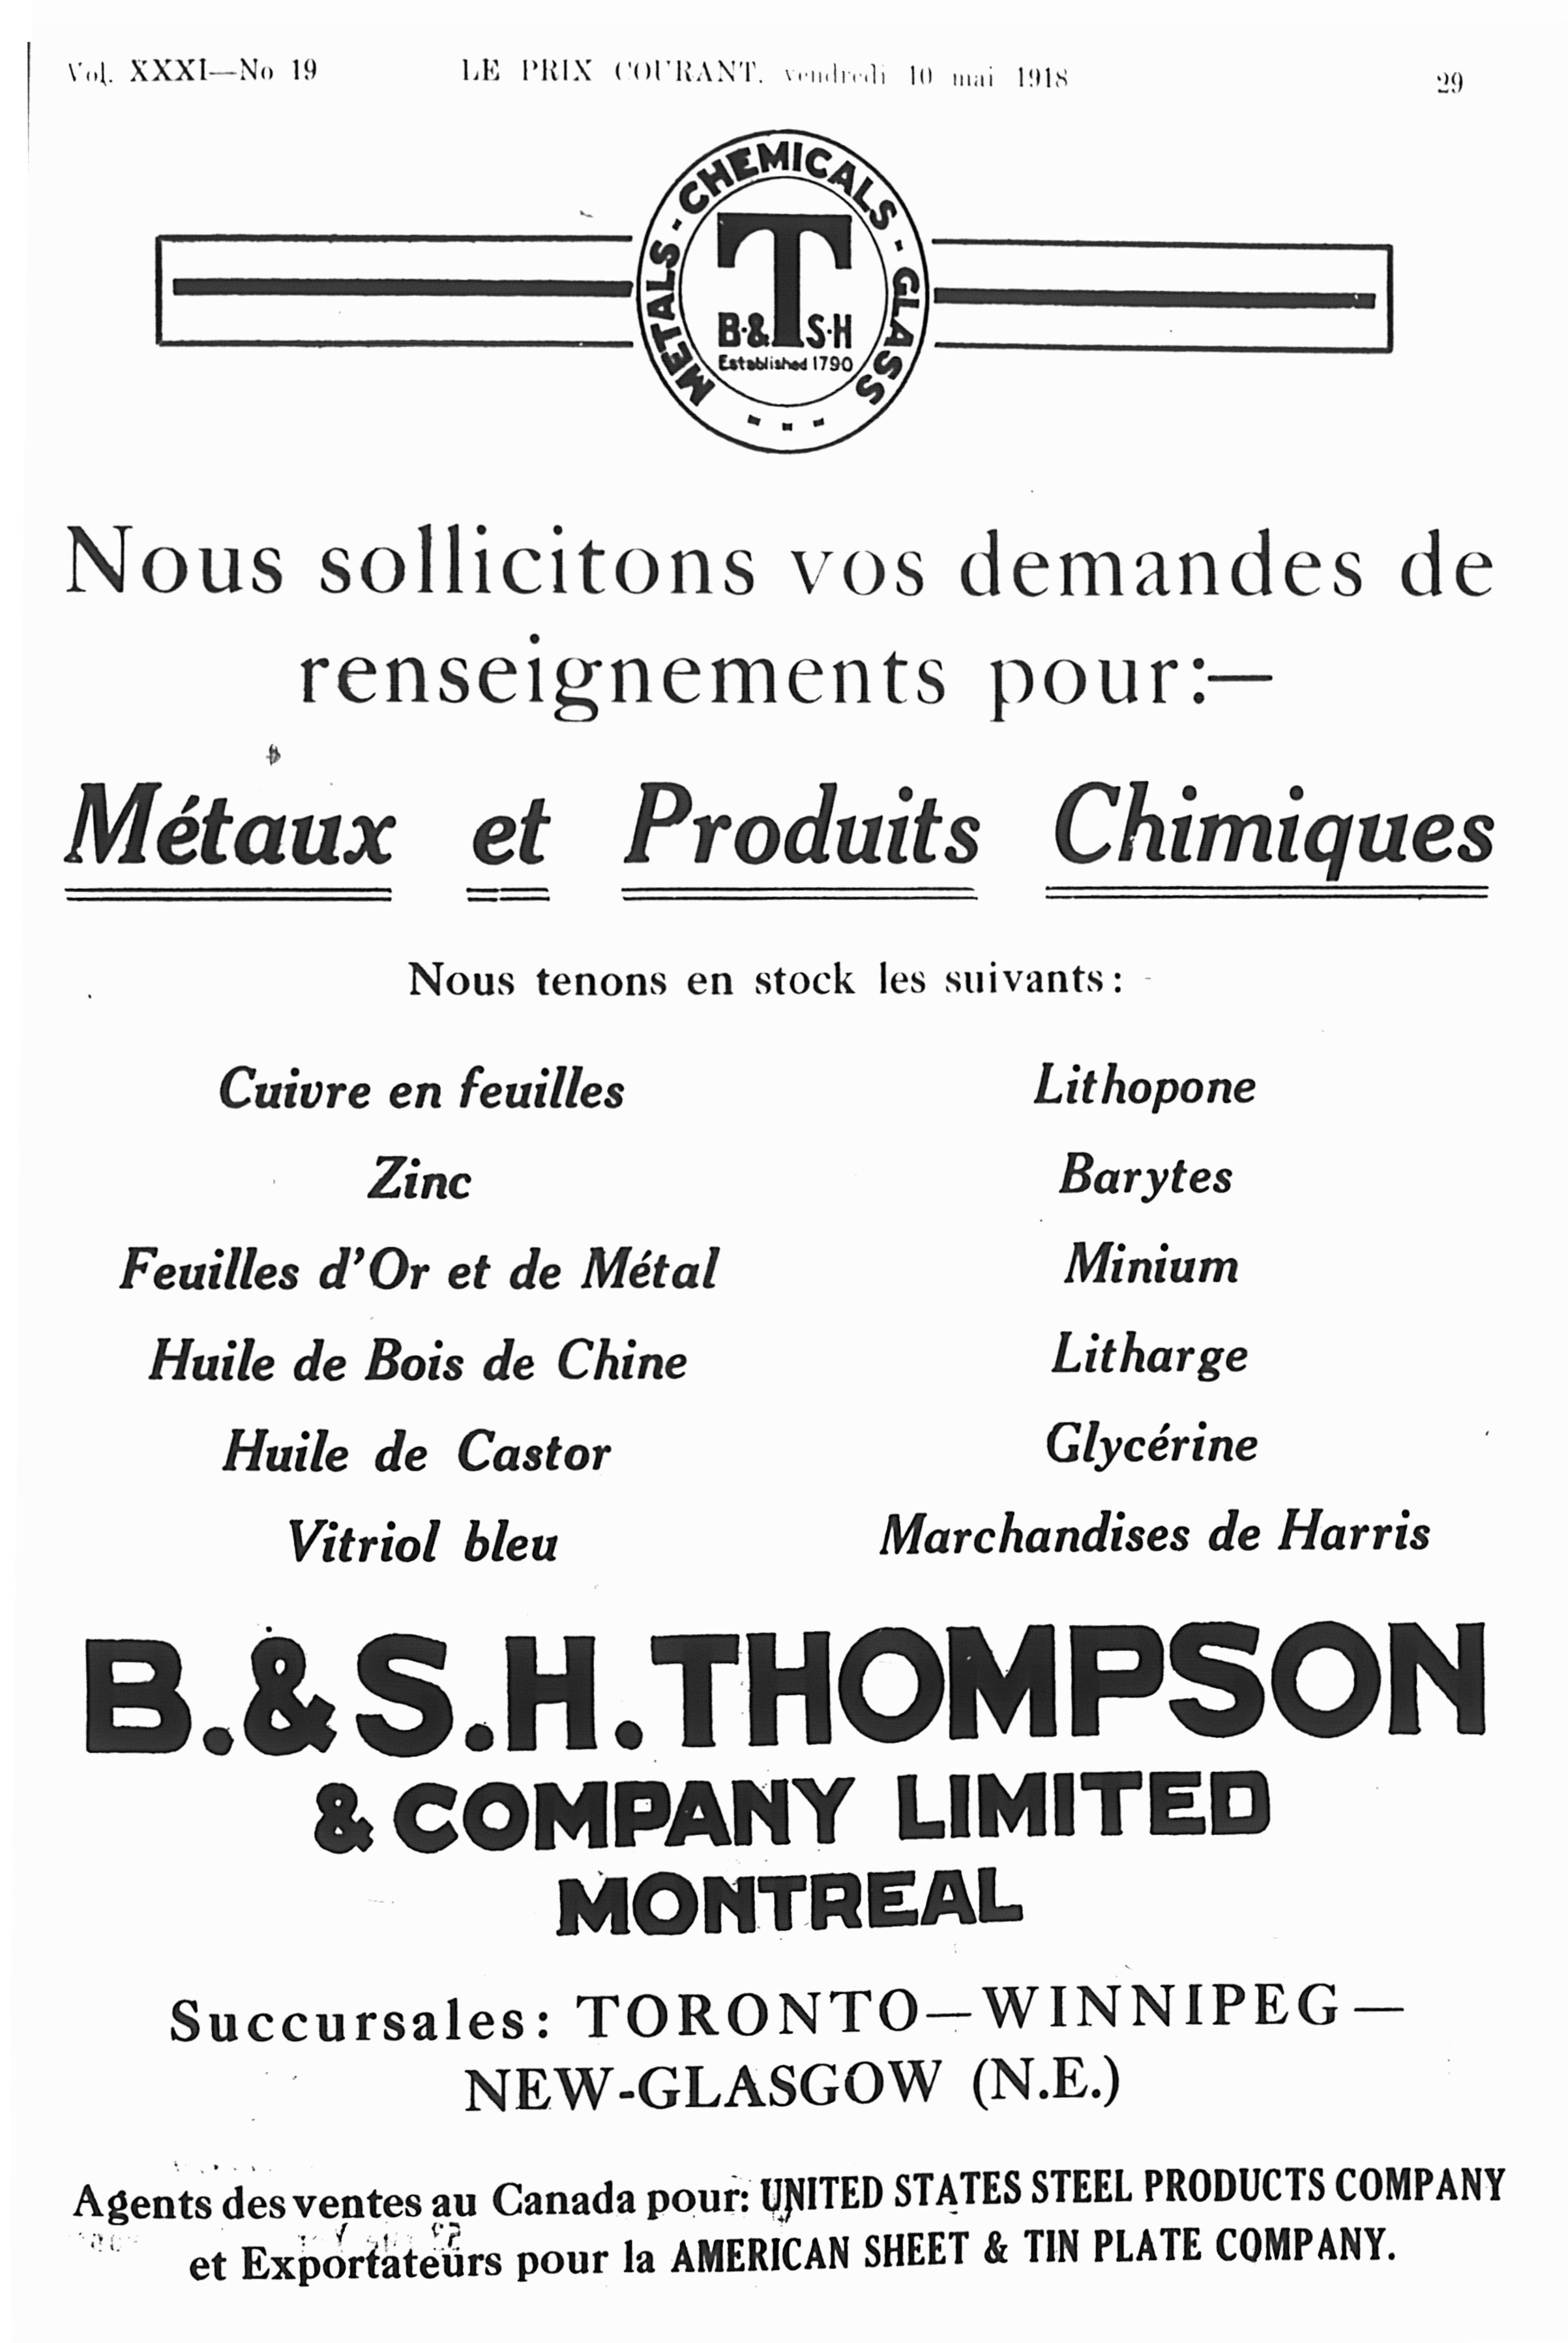 Vol. XXXI—No 19 LE PRIX COURANT, vendredi 10 mai 1918 29
METALS - CHEMICALS - GLASS
T
B·& S·H
Established 1790
Nous sollicitons vos demandes de
renseignements pour:—
Métaux et Produits Chimiques
Nous tenons en stock les suivants:
Cuivre en feuilles
Zinc
Feuilles d'Or et de Métal
Huile de Bois de Chine
Huile de Castor
Vitriol bleu
Lithopone
Barytes
Minium
Litharge
Glycérine
Marchandises de Harris
B.&S.H.THOMPSON
& COMPANY LIMITED
MONTREAL
Succursales: TORONTO—WINNIPEG—
NEW-GLASGOW (N.E.)
Agents des ventes au Canada pour: UNITED STATES STEEL PRODUCTS COMPANY
et Exportateurs pour la AMERICAN SHEET & TIN PLATE COMPANY.